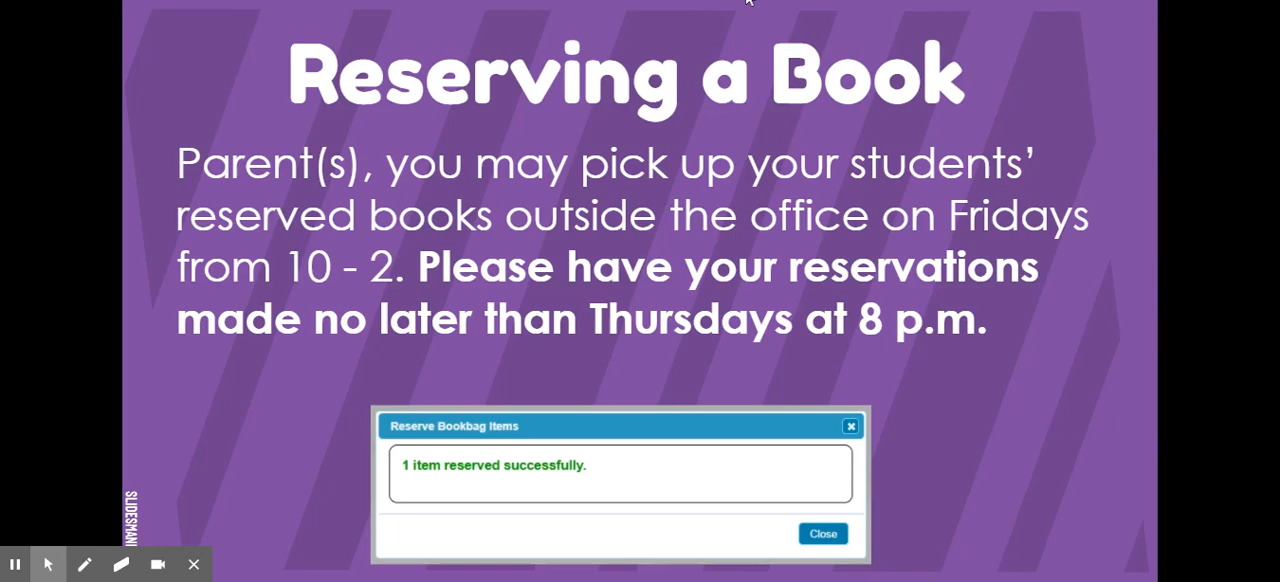 Reserving a Book
Parent(s), you may pick up your students’
reserved books outside the office on Fridays
from 10 - 2. Please have your reservations
made no later than Thursdays at 8 p.m.
Reserve Bookbag Items
1 item reserved successfully.
Close